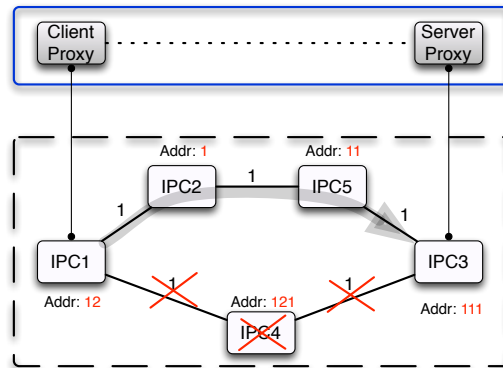 Client
Proxy
Server
Proxy
Addr: 1
Addr: 11
1
IPC2
IPC5
1
1
IPC1
IPC3
1
1
Addr: 12
Addr: 121
Addr: 111
IPC4